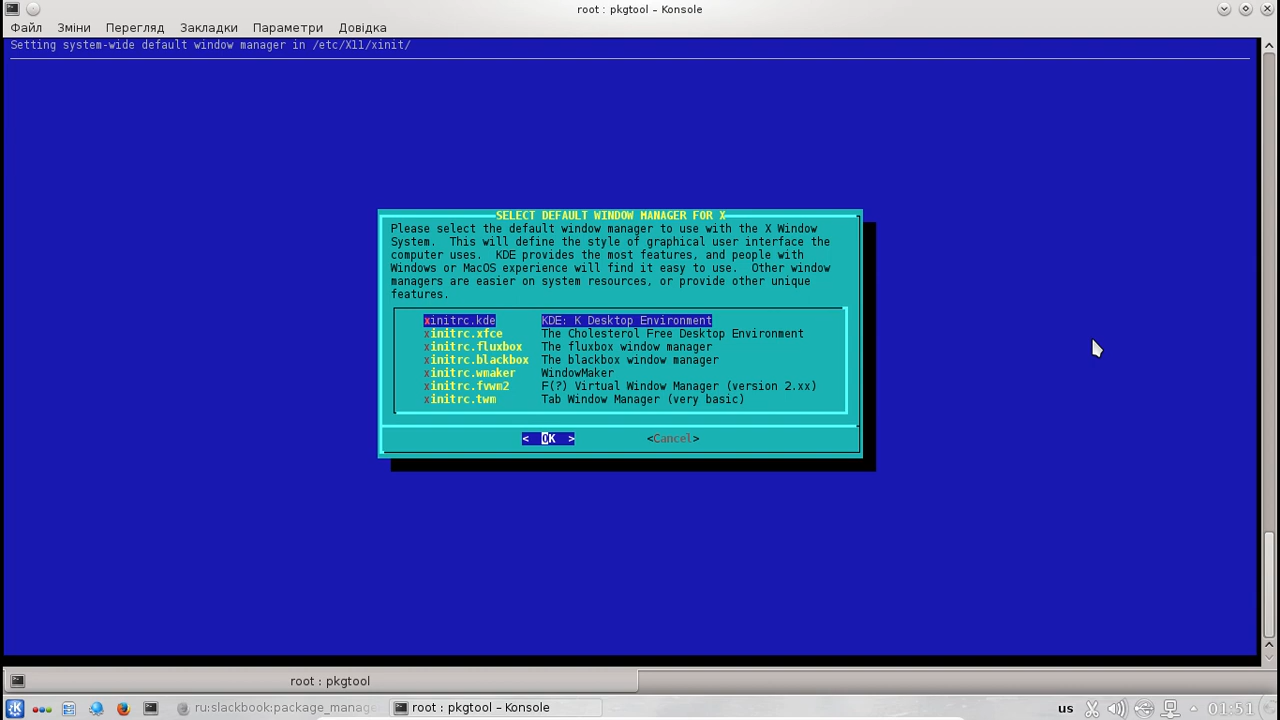 root : pkgtool – Konsole
Файл Зміни Перегляд Закладки Параметри Довідка
Setting system-wide default window manager in /etc/X11/xinit/
SELECT DEFAULT WINDOW MANAGER FOR X
Please select the default window manager to use with the X Window
System.  This will define the style of graphical user interface the
computer uses.  KDE provides the most features, and people with
Windows or MacOS experience will find it easy to use.  Other window
managers are easier on system resources, or provide other unique
features.
xinitrc.kde KDE: K Desktop Environment
xinitrc.xfce The Cholesterol Free Desktop Environment
xinitrc.fluxbox The fluxbox window manager
xinitrc.blackbox The blackbox window manager
xinitrc.wmaker WindowMaker
xinitrc.fvwm2 F(?) Virtual Window Manager (version 2.xx)
xinitrc.twm Tab Window Manager (very basic)
< OK > <Cancel>
root : pkgtool
ru:slackbook:package_manage root : pkgtool – Konsole us 01:51